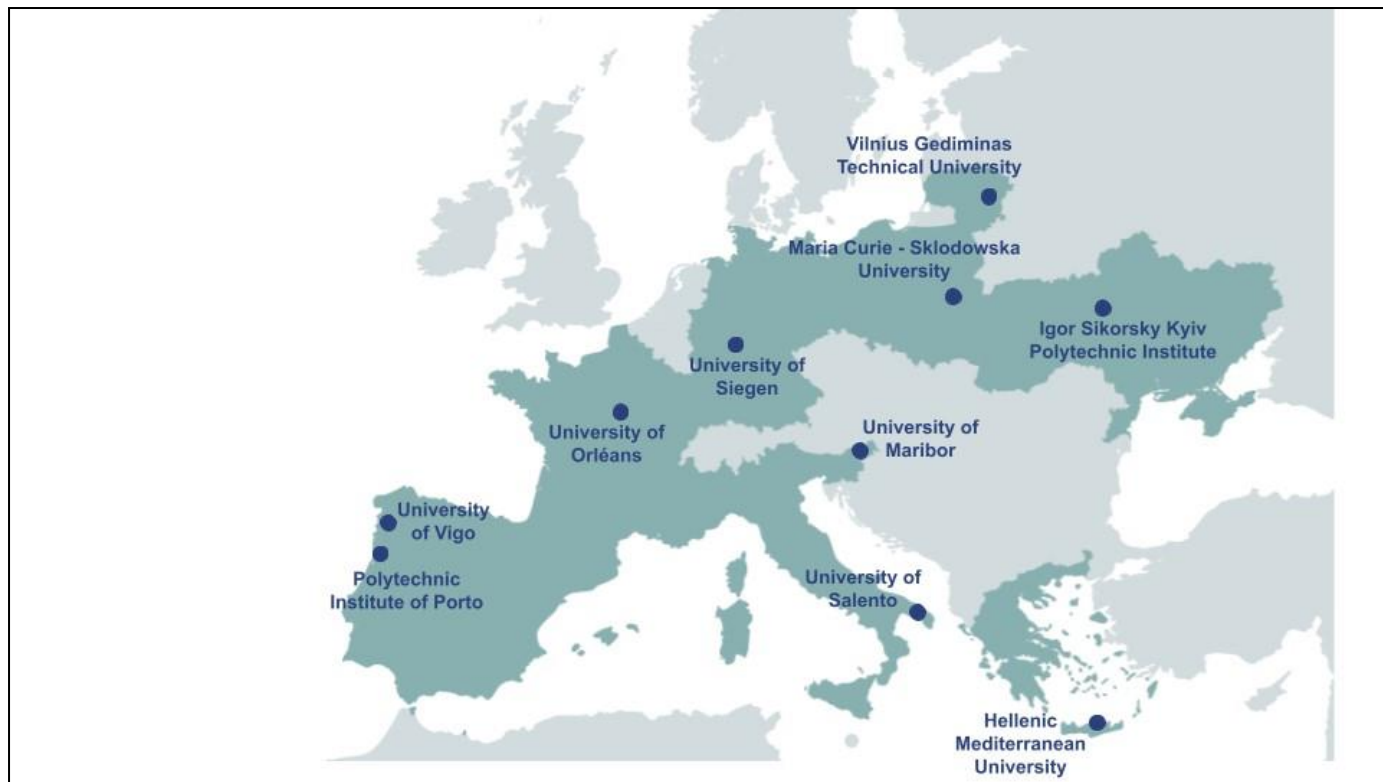 Vilnius Gediminas
Technical University
Maria Curie - Sklodowska
University
Igor Sikorsky Kyiv
Polytechnic Institute
University of
Siegen
University of
Orléans
University of
Maribor
University
of Vigo
Polytechnic
Institute of Porto
University of
Salento
Hellenic
Mediterranean
University